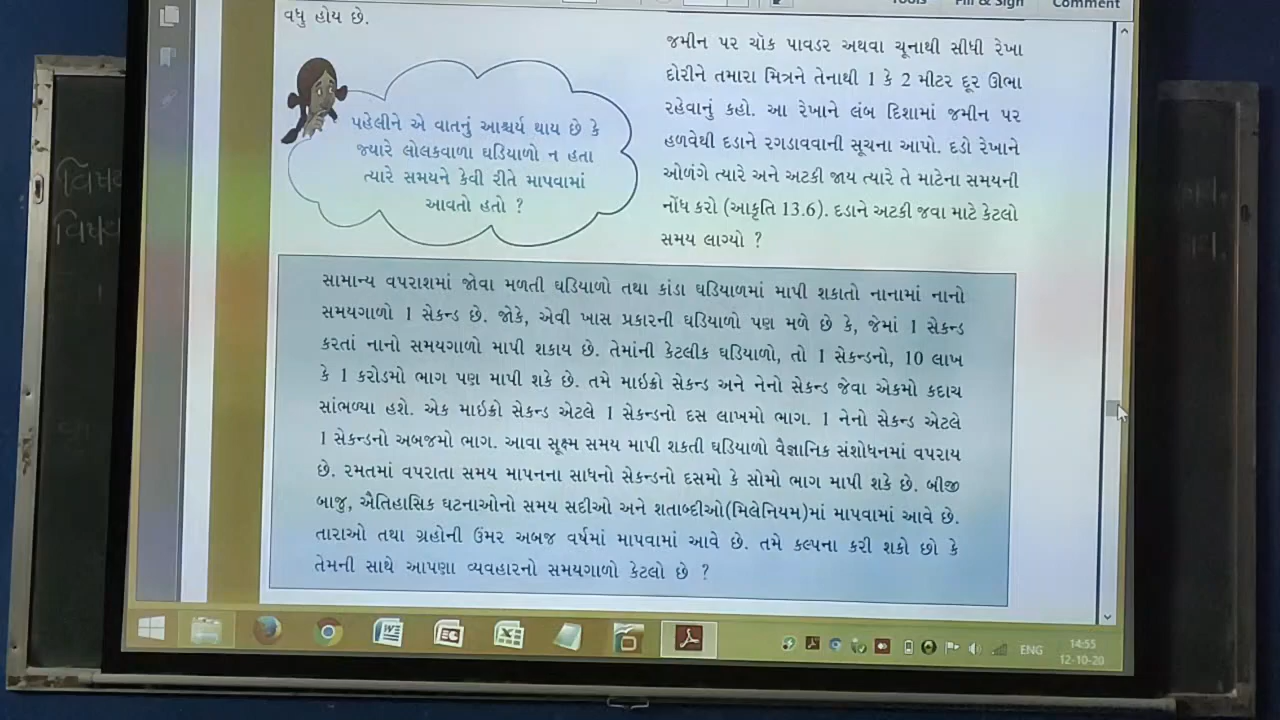 Tools
Fill & Sign
Comment
વધુ હોય છે.
પહેલીને એ વાતનું આશ્ચર્ય થાય છે કે
જ્યારે લોલકવાળા ઘડિયાળો ન હતા
ત્યારે સમયને કેવી રીતે માપવામાં
આવતો હતો ?
જમીન પર ચૉક પાવડર અથવા ચૂનાથી સીધી રેખા
દોરીને તમારા મિત્રને તેનાથી 1 કે 2 મીટર દૂર ઊભા
રહેવાનું કહો. આ રેખાને લંબ દિશામાં જમીન પર
હળવેથી દડાને રગડાવવાની સૂચના આપો. દડો રેખાને
ઓળંગે ત્યારે અને અટકી જાય ત્યારે તે માટેના સમયની
નોંધ કરો (આકૃતિ 13.6). દડાને અટકી જવા માટે કેટલો
સમય લાગ્યો ?
સામાન્ય વપરાશમાં જોવા મળતી ઘડિયાળો તથા કાંડા ઘડિયાળમાં માપી શકાતો નાનામાં નાનો
સમયગાળો 1 સેકન્ડ છે. જોકે, એવી ખાસ પ્રકારની ઘડિયાળો પણ મળે છે કે, જેમાં 1 સેકન્ડ
કરતાં નાનો સમયગાળો માપી શકાય છે. તેમાંની કેટલીક ઘડિયાળો, તો 1 સેકન્ડનો, 10 લાખ
કે 1 કરોડમો ભાગ પણ માપી શકે છે. તમે માઇક્રો સેકન્ડ અને નેનો સેકન્ડ જેવા એકમો કદાચ
સાંભળ્યા હશે. એક માઇક્રો સેકન્ડ એટલે 1 સેકન્ડનો દસ લાખમો ભાગ. 1 નેનો સેકન્ડ એટલે
1 સેકન્ડનો અબજમો ભાગ. આવા સૂક્ષ્મ સમય માપી શકતી ઘડિયાળો વૈજ્ઞાનિક સંશોધનમાં વપરાય
છે. રમતમાં વપરાતા સમય માપનના સાધનો સેકન્ડનો દસમો કે સોમો ભાગ માપી શકે છે. બીજી
બાજુ, ઐતિહાસિક ઘટનાઓનો સમય સદીઓ અને શતાબ્દીઓ(મિલેનિયમ)માં માપવામાં આવે છે.
તારાઓ તથા ગ્રહોની ઉંમર અબજ વર્ષમાં માપવામાં આવે છે. તમે કલ્પના કરી શકો છો કે
તેમની સાથે આપણા વ્યવહારનો સમયગાળો કેટલો છે ?
ENG
14:55
12-10-20